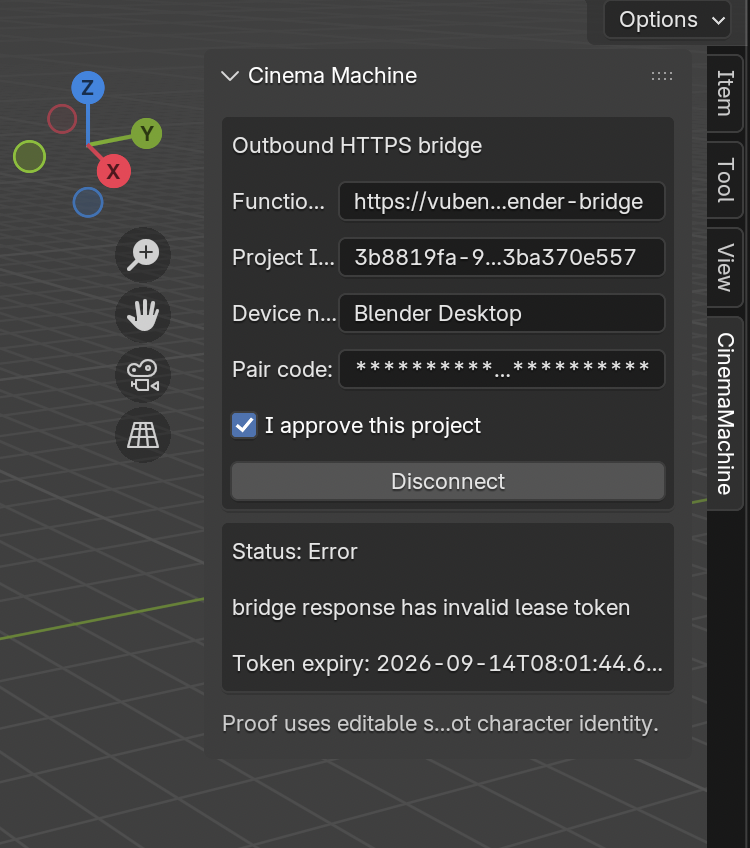 Options
Cinema Machine
Z
Y
X
Outbound HTTPS bridge
Functio... https://vuben...ender-bridge
Project I... 3b8819fa-9...3ba370e557
Device n... Blender Desktop
Pair code: **********...**********
I approve this project
Disconnect
Status: Error
bridge response has invalid lease token
Token expiry: 2026-09-14T08:01:44.6...
Proof uses editable s...ot character identity.
Item
Tool
View
CinemaMachine